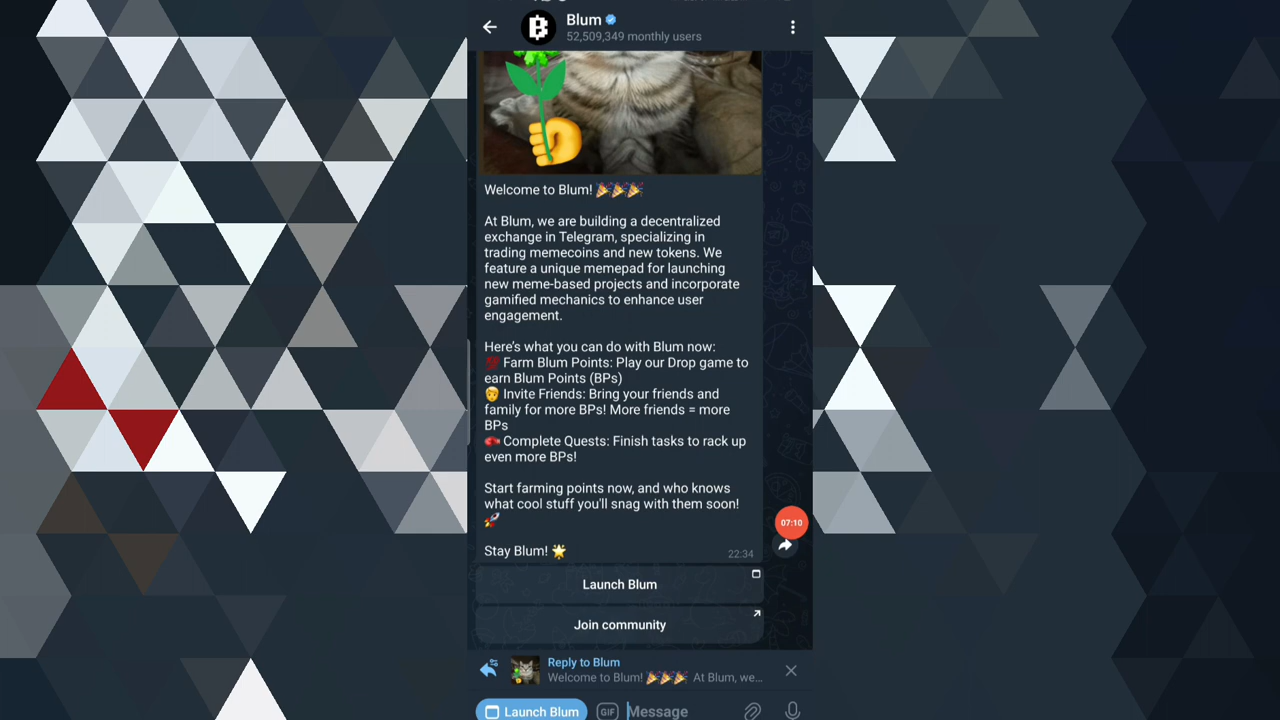 Blum
52,509,349 monthly users
Welcome to Blum! 🎉🎉🎉
At Blum, we are building a decentralized
exchange in Telegram, specializing in
trading memecoins and new tokens. We
feature a unique memepad for launching
new meme-based projects and incorporate
gamified mechanics to enhance user
engagement.
Here's what you can do with Blum now:
💯 Farm Blum Points: Play our Drop game to
earn Blum Points (BPs)
👨 Invite Friends: Bring your friends and
family for more BPs! More friends = more
BPs
🥊 Complete Quests: Finish tasks to rack up
even more BPs!
Start farming points now, and who knows
what cool stuff you'll snag with them soon!
🚀
07:10
Stay Blum! 🌟
22:34
Launch Blum
Join community
Reply to Blum
Welcome to Blum! 🎉🎉🎉 At Blum, we...
Launch Blum
GIF
Message